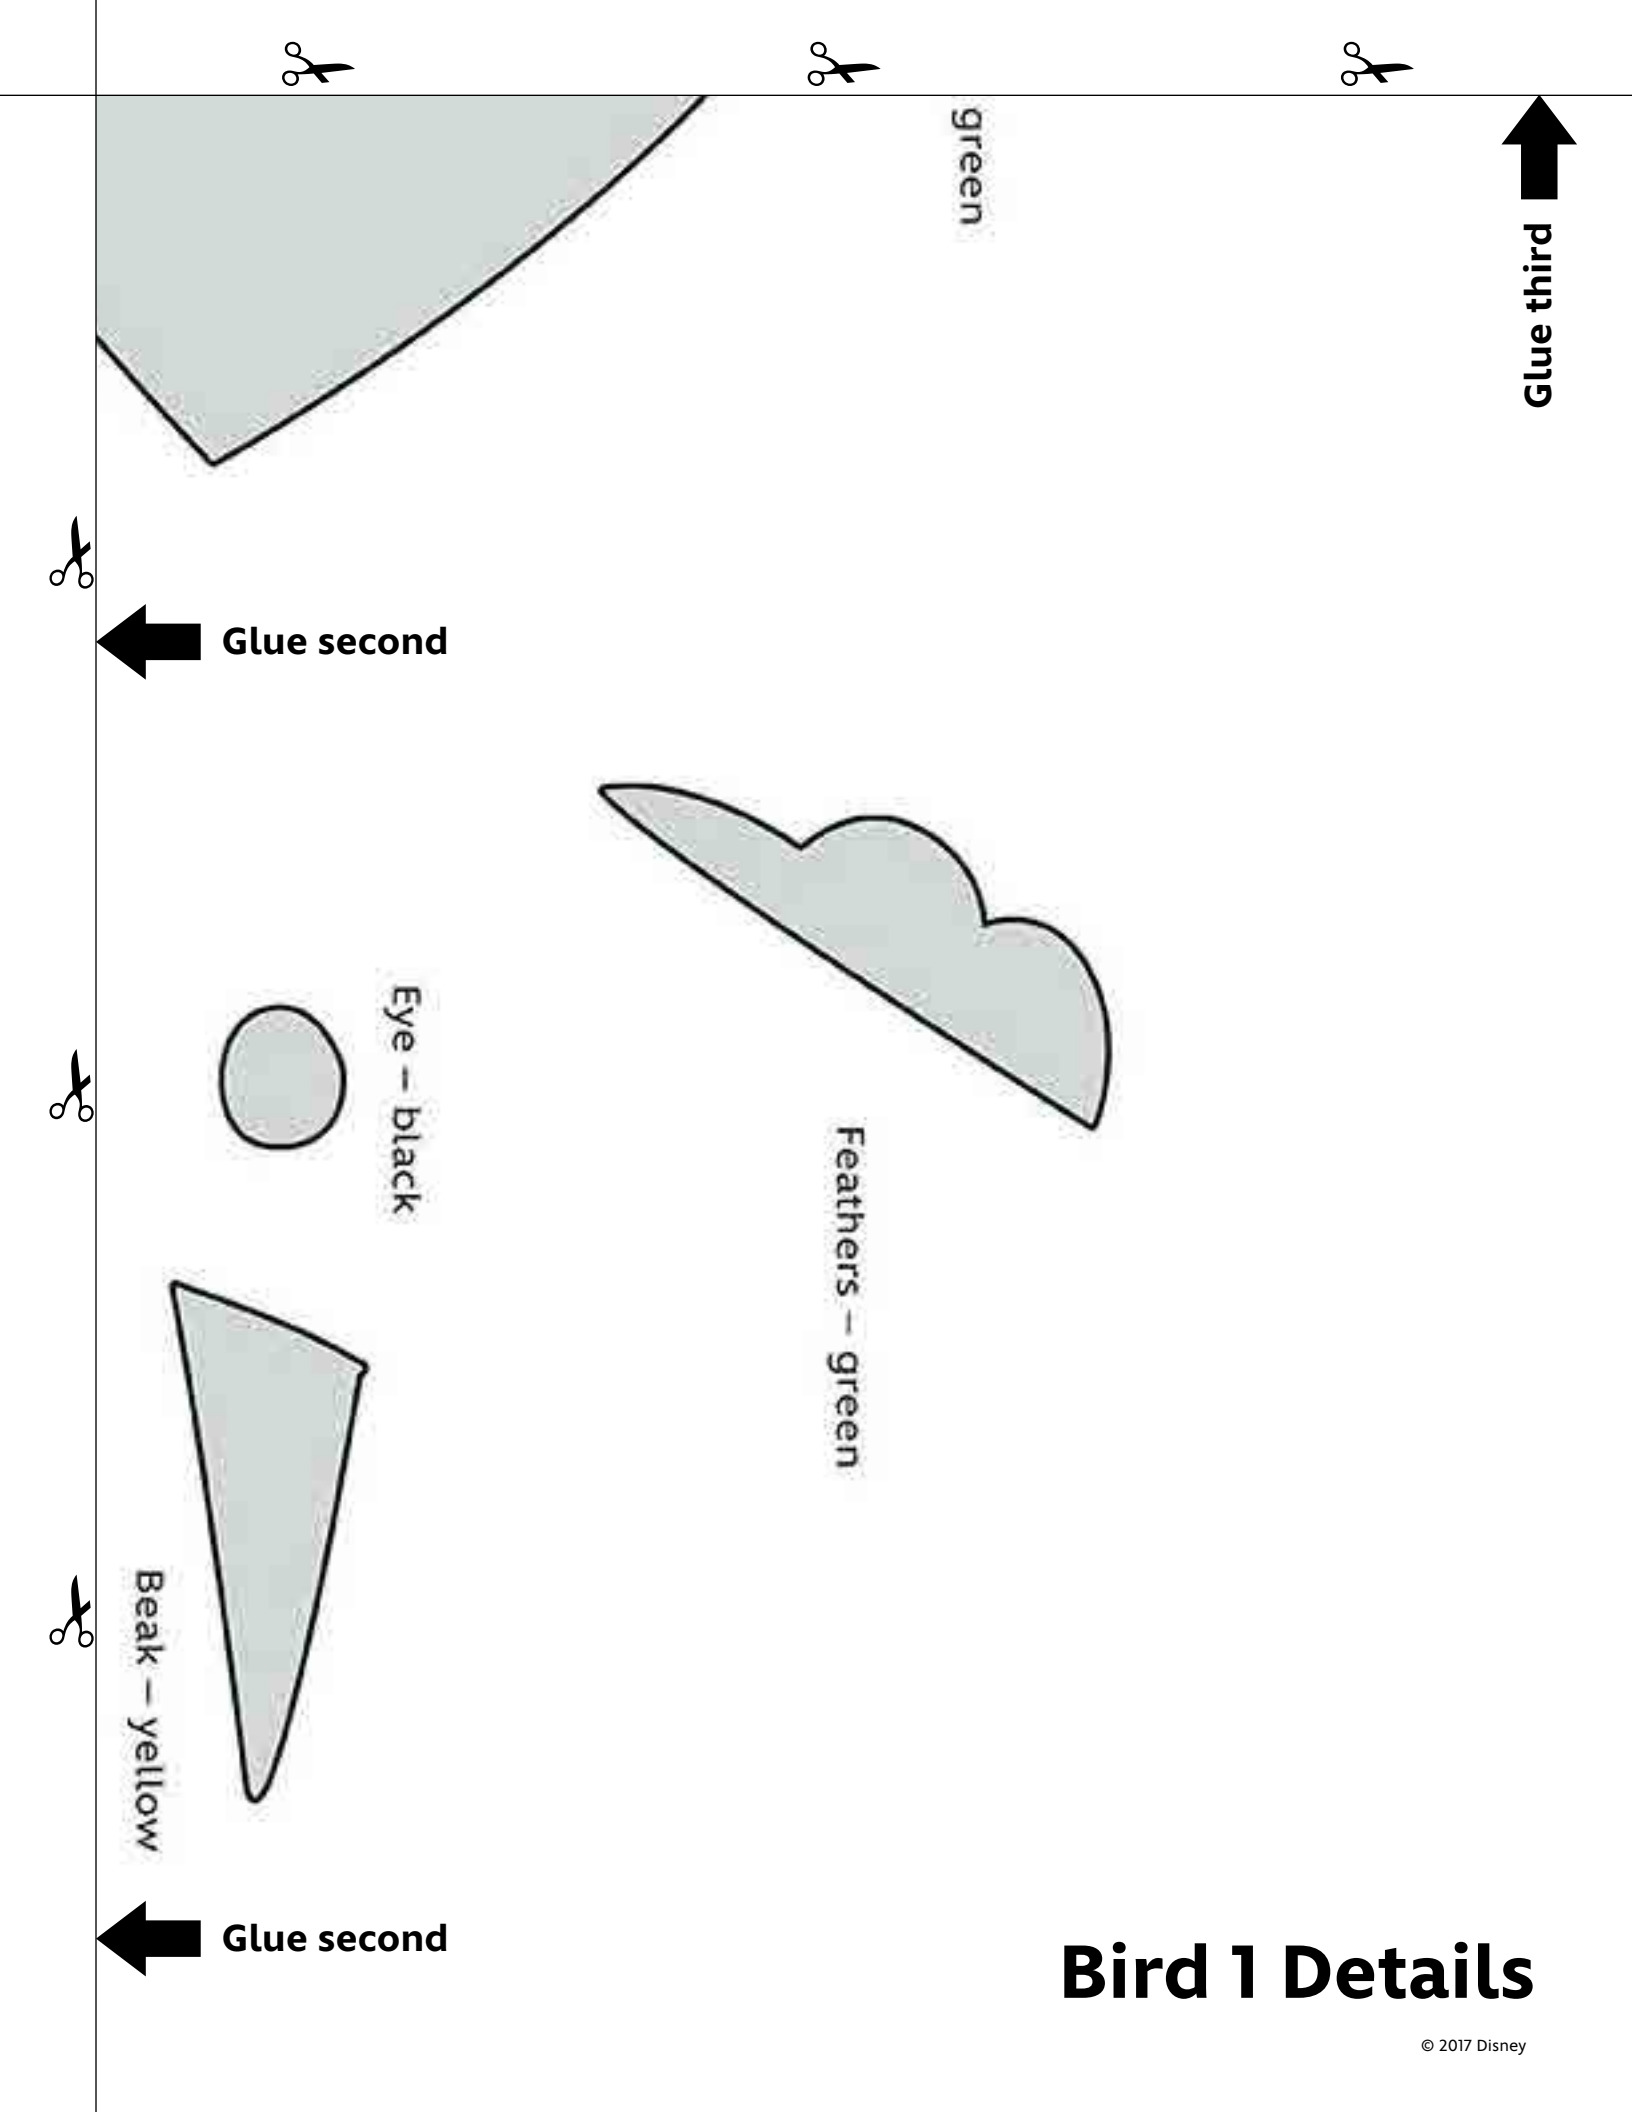 green
Glue third
Glue second
Eye – black
Feathers – green
Beak – yellow
Glue second
Bird 1 Details
© 2017 Disney